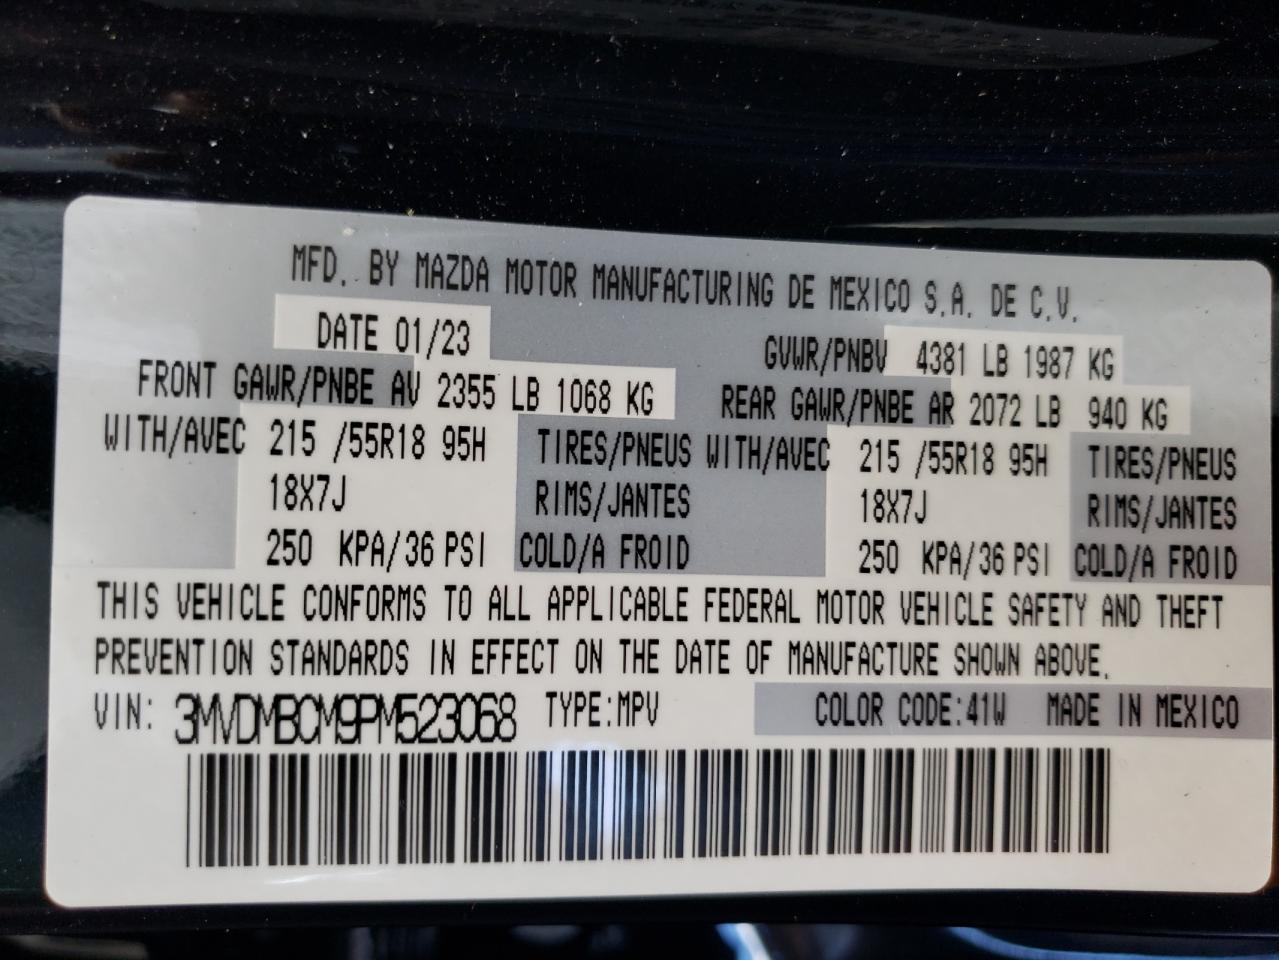 MFD. BY MAZDA MOTOR MANUFACTURING DE MEXICO S.A. DE C.V.
DATE 01/23 GVWR/PNBV 4381 LB 1987 KG
FRONT GAWR/PNBE AV 2355 LB 1068 KG REAR GAWR/PNBE AR 2072 LB 940 KG
WITH/AVEC 215 /55R18 95H TIRES/PNEUS WITH/AVEC 215 /55R18 95H TIRES/PNEUS
18X7J RIMS/JANTES 18X7J RIMS/JANTES
250 KPA/36 PSI COLD/A FROID 250 KPA/36 PSI COLD/A FROID
THIS VEHICLE CONFORMS TO ALL APPLICABLE FEDERAL MOTOR VEHICLE SAFETY AND THEFT
PREVENTION STANDARDS IN EFFECT ON THE DATE OF MANUFACTURE SHOWN ABOVE.
VIN: 3MVDMBCM9PM523068 TYPE:MPV COLOR CODE:41W MADE IN MEXICO